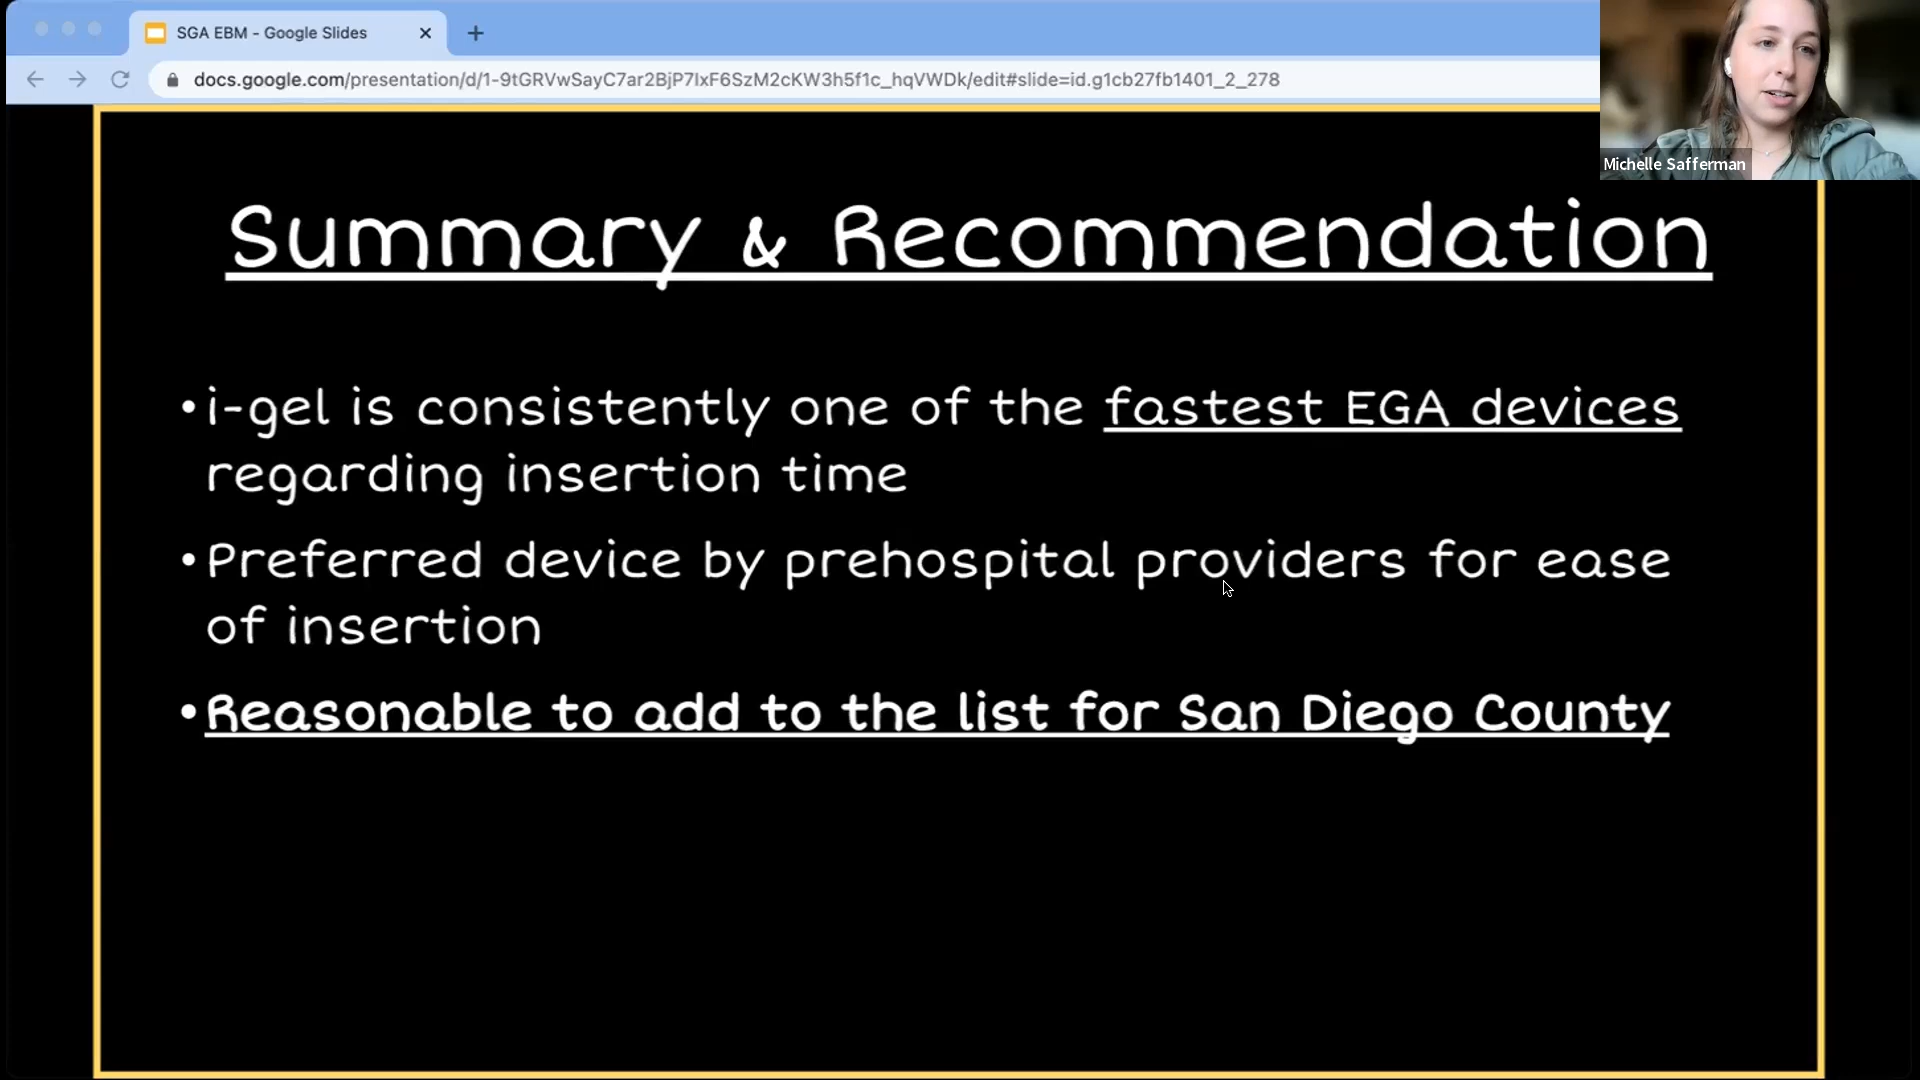 SGA EBM - Google Slides
docs.google.com/presentation/d/1-9tGRVwSayC7ar2BjP7IxF6SzM2cKW3h5f1c_hqVWDk/edit#slide=id.g1cb27fb1401_2_278
Michelle Safferman
Summary & Recommendation
•i-gel is consistently one of the fastest EGA devices
regarding insertion time
•Preferred device by prehospital providers for ease
of insertion
•Reasonable to add to the list for San Diego County